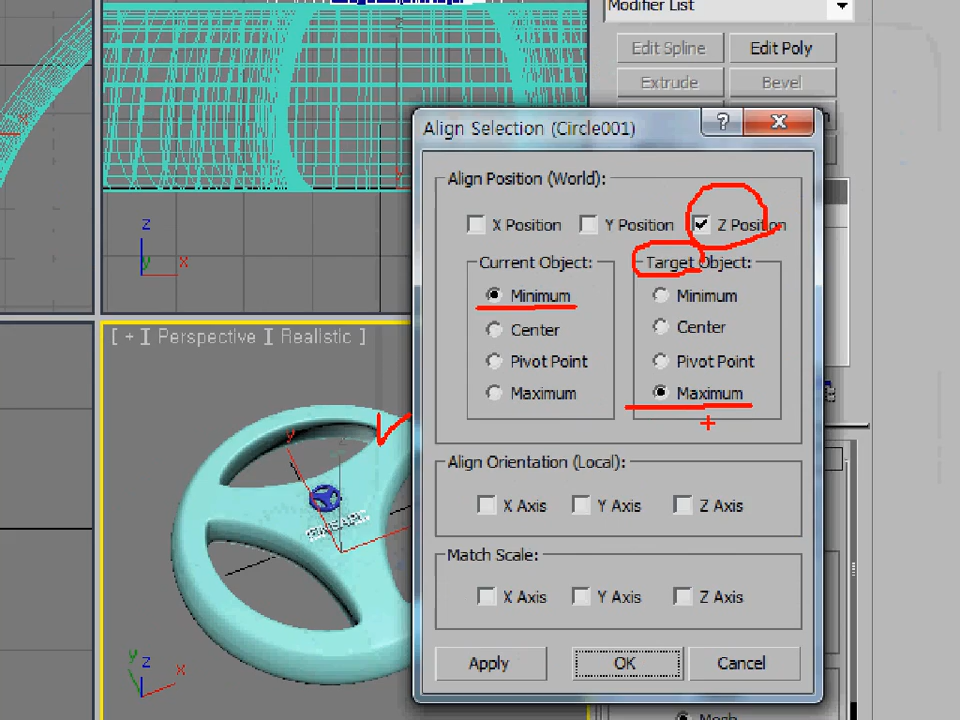 Modifier List
Edit Spline
Edit Poly
Extrude
Bevel
Align Selection (Circle001)
?
Align Position (World):
X Position
Y Position
Z Position
Current Object:
Target Object:
Minimum
Minimum
Center
Center
Pivot Point
Pivot Point
Maximum
Maximum
Align Orientation (Local):
X Axis
Y Axis
Z Axis
Match Scale:
X Axis
Y Axis
Z Axis
Apply
OK
Cancel
z
y
x
[ + ] Perspective ] Realistic ]
y
z
y
z
x
Mesh